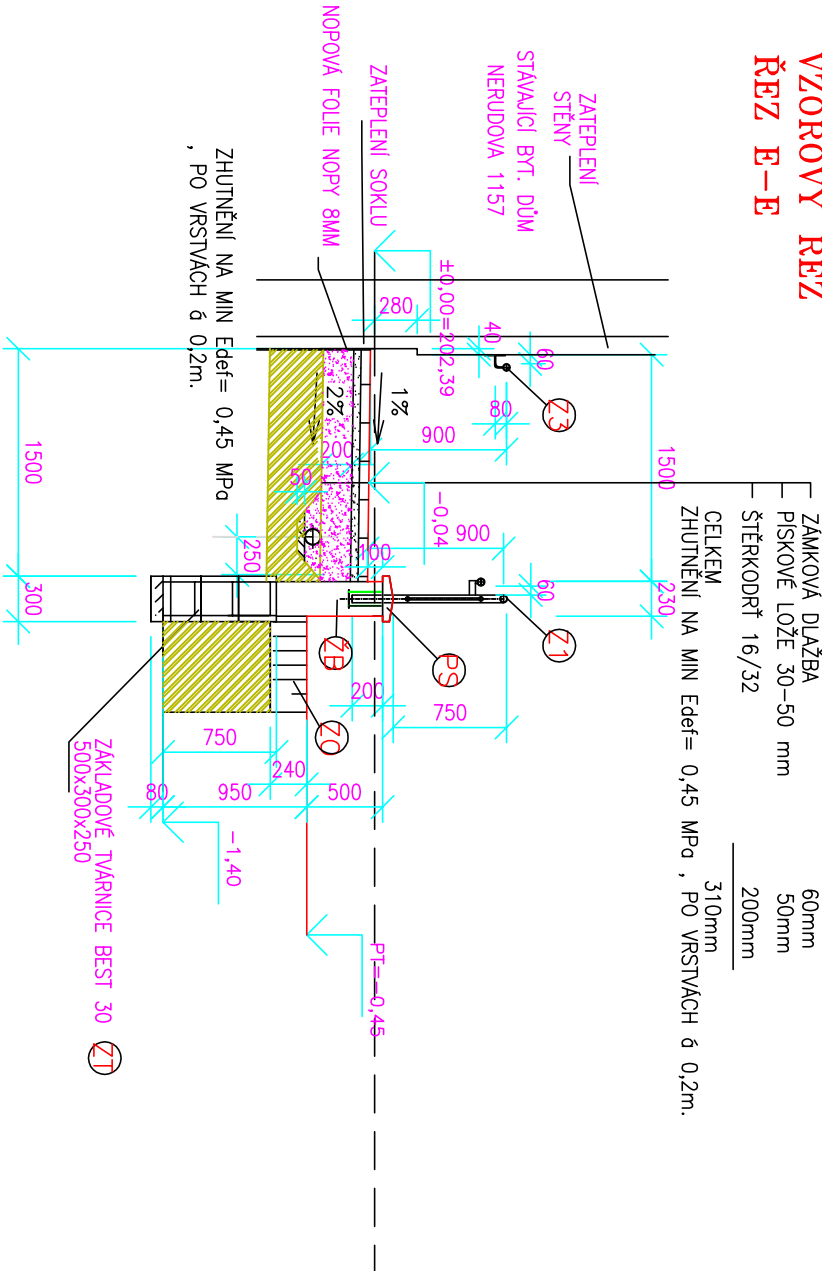 VZOROVÝ ŘEZ
ŘEZ E-E
ZÁMKOVÁ DLAŽBA 60mm
PÍSKOVÉ LOŽE 30-50 mm 50mm
ŠTĚRKODRŤ 16/32 200mm
CELKEM 310mm
ZHUTNĚNÍ NA MIN Edef= 0,45 MPa , PO VRSTVÁCH á 0,2m.
ZATEPLENÍ
STĚNY
STÁVAJÍCÍ BYT. DŮM
NERUDOVA 1157
ZATEPLENÍ SOKLU
NOPOVÁ FOLIE NOPY 8MM
ZHUTNĚNÍ NA MIN Edef= 0,45 MPa
, PO VRSTVÁCH á 0,2m.
±0,00=202,39
280
40
60
80
Z3
900
1500
1%
2%
200
50
250
-0,04
100
900
60
230
Z1
PS
ŽB
ZO
200
750
750
240
80
950
500
-1,40
PT=-0,45
1500
300
ZÁKLADOVÉ TVÁRNICE BEST 30
500x300x250
ZT